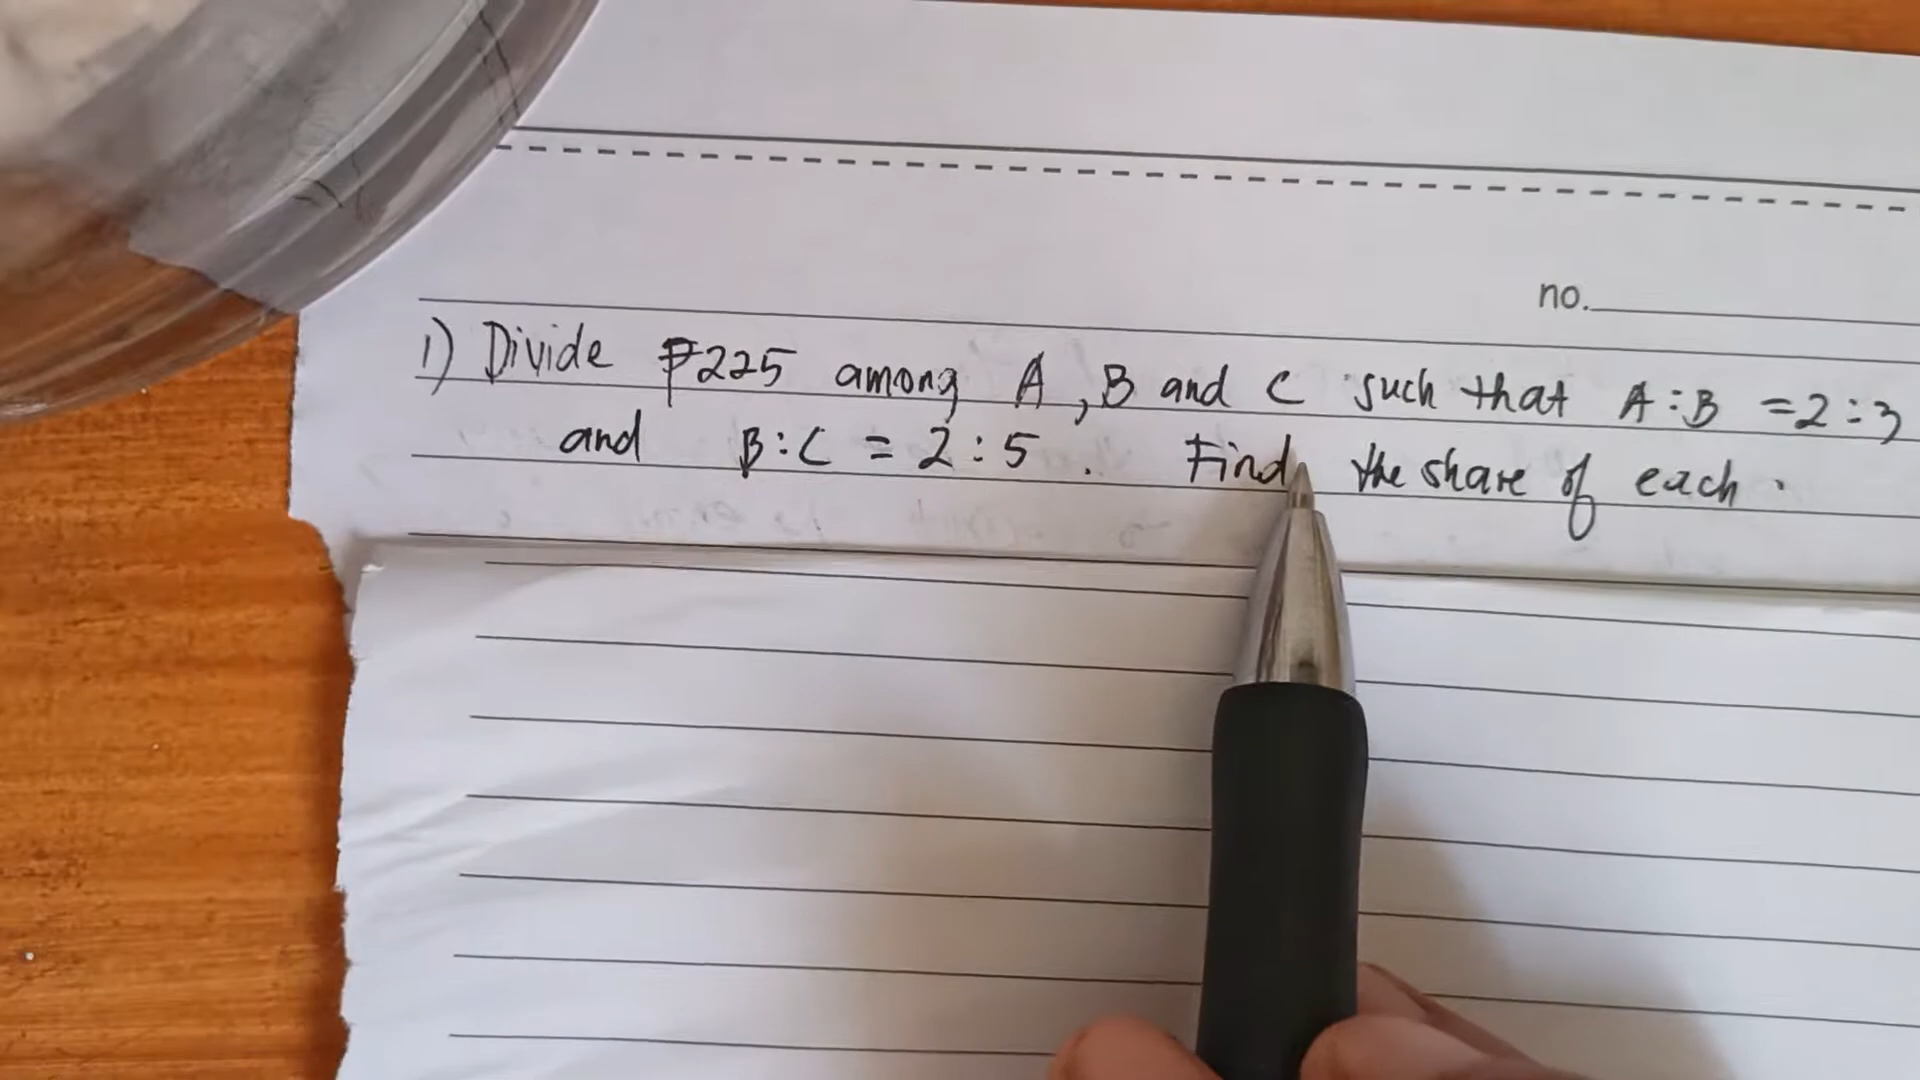 no.
1) Divide ₱225 among A, B and C such that A:B = 2:3
and B:C = 2:5. Find the share of each.